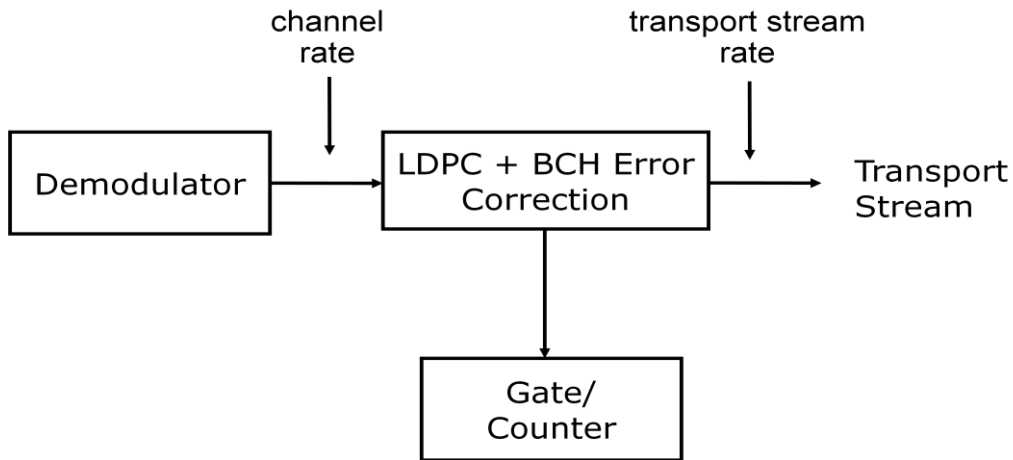 channel
rate
transport stream
rate
Demodulator
LDPC + BCH Error
Correction
Transport
Stream
Gate/
Counter